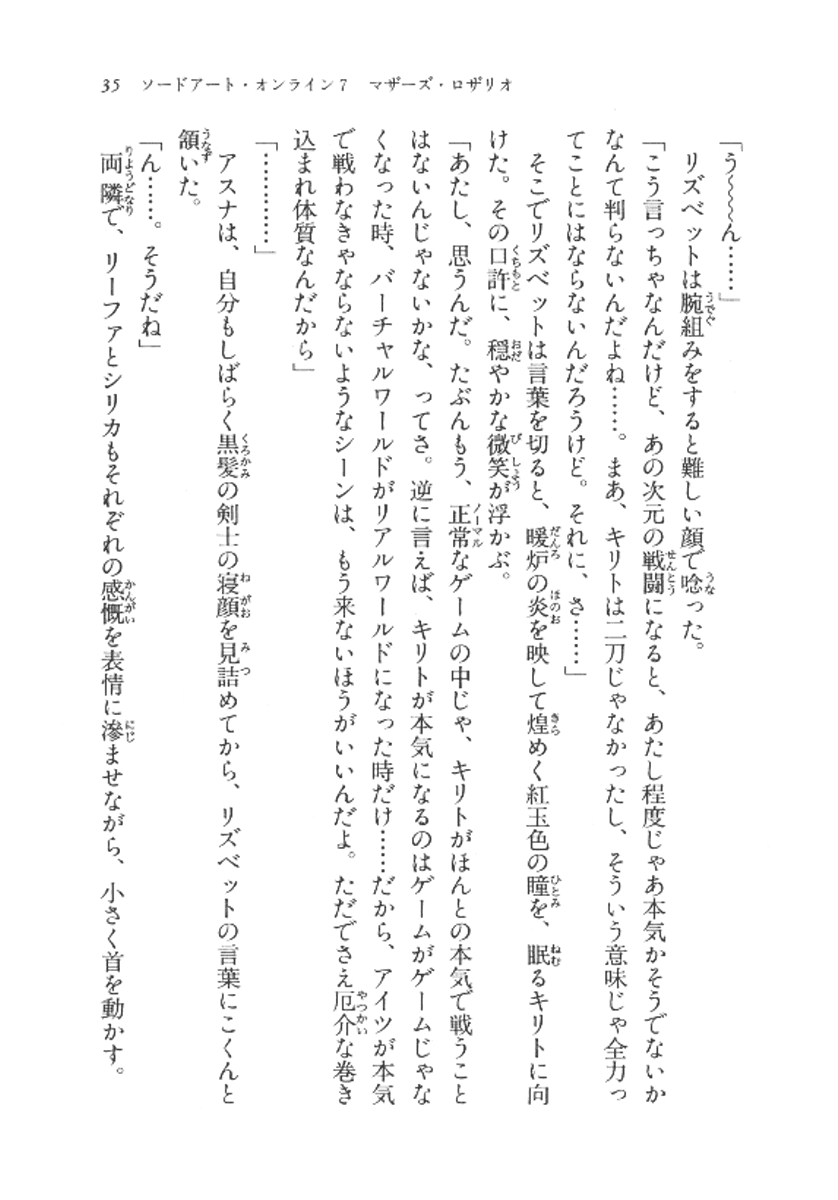 35　ソードアート・オンライン7　マザーズ・ロザリオ
「う〜〜〜ん……」
　リズベットは腕組みをすると難しい顔で唸った。
「こう言っちゃなんだけど、あの次元の戦闘になると、あたし程度じゃあ本気かそうでないか
なんて判らないんだよね……。まあ、キリトは二刀じゃなかったし、そういう意味じゃ全力っ
てことにはならないんだろうけど。それに、さ……」
　そこでリズベットは言葉を切ると、暖炉の炎を映して煌めく紅玉色の瞳を、眠るキリトに向
けた。その口許に、穏やかな微笑が浮かぶ。
「あたし、思うんだ。たぶんもう、正常なゲームの中じゃ、キリトがほんとの本気で戦うこと
はないんじゃないかな、ってさ。逆に言えば、キリトが本気になるのはゲームがゲームじゃな
くなった時、バーチャルワールドがリアルワールドになった時だけ……だから、アイツが本気
で戦わなきゃならないようなシーンは、もう来ないほうがいいんだよ。ただでさえ厄介な巻き
込まれ体質なんだから」
「…………」
　アスナは、自分もしばらく黒髪の剣士の寝顔を見詰めてから、リズベットの言葉にこくんと
頷いた。
「ん……。そうだね」
　両隣で、リーファとシリカもそれぞれの感慨を表情に滲ませながら、小さく首を動かす。